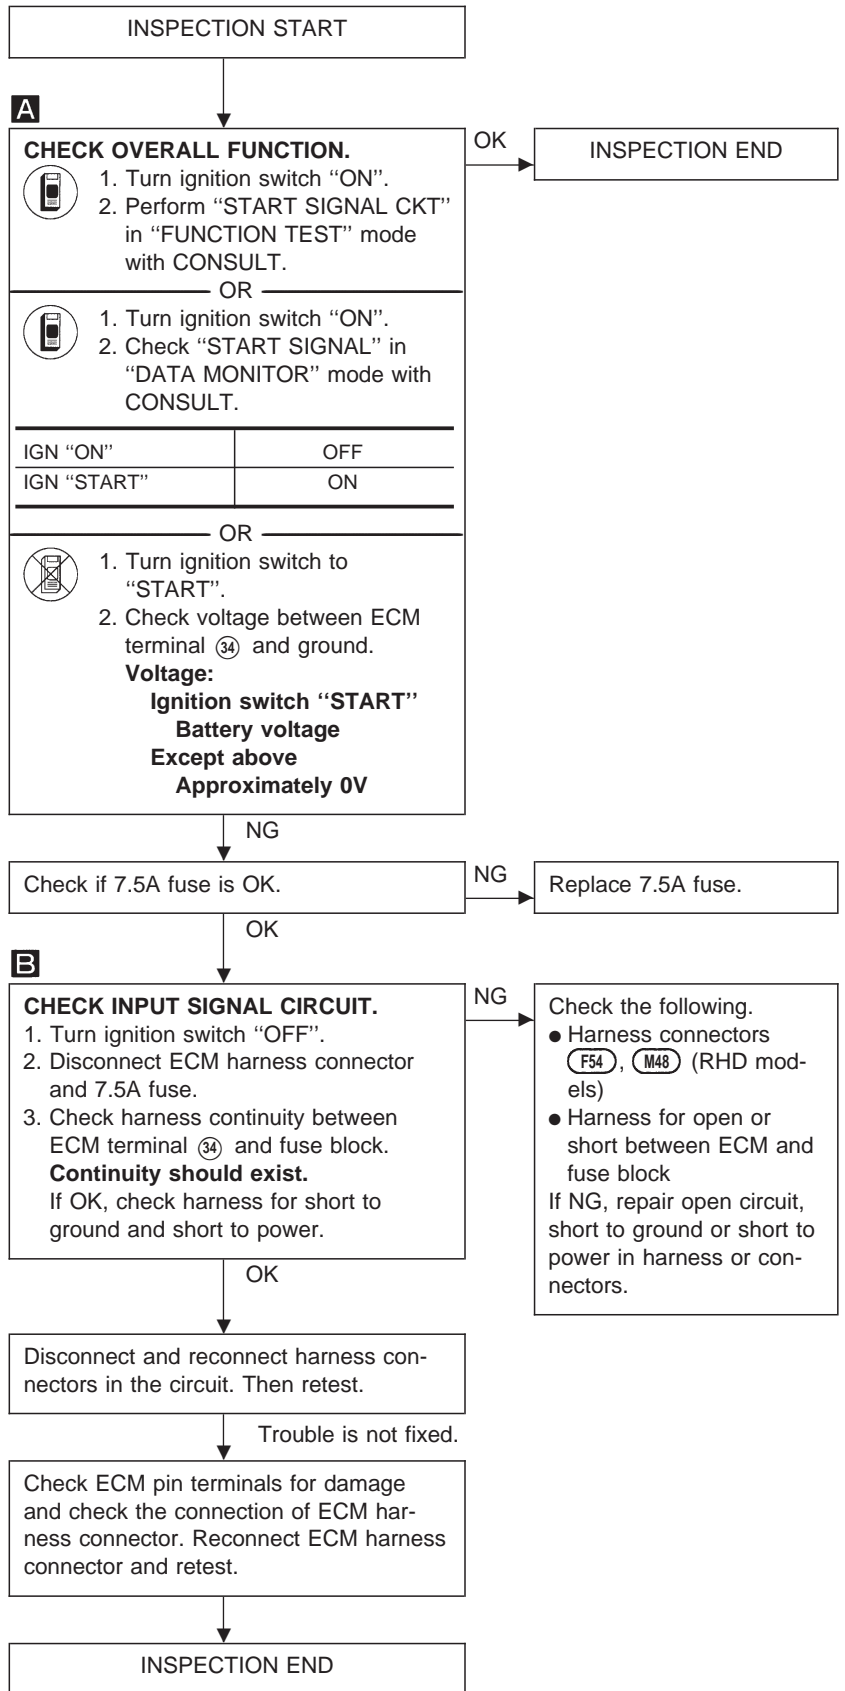 INSPECTION START
A
CHECK OVERALL FUNCTION.
1. Turn ignition switch ‘‘ON’’.
2. Perform ‘‘START SIGNAL CKT’’
in ‘‘FUNCTION TEST’’ mode
with CONSULT.
OR
1. Turn ignition switch ‘‘ON’’.
2. Check ‘‘START SIGNAL’’ in
‘‘DATA MONITOR’’ mode with
CONSULT.
IGN ‘‘ON’’ OFF
IGN ‘‘START’’ ON
OR
1. Turn ignition switch to
‘‘START’’.
2. Check voltage between ECM
terminal 34 and ground.
Voltage:
Ignition switch ‘‘START’’
Battery voltage
Except above
Approximately 0V
OK
INSPECTION END
NG
Check if 7.5A fuse is OK.
NG
Replace 7.5A fuse.
OK
B
CHECK INPUT SIGNAL CIRCUIT.
1. Turn ignition switch ‘‘OFF’’.
2. Disconnect ECM harness connector
and 7.5A fuse.
3. Check harness continuity between
ECM terminal 34 and fuse block.
Continuity should exist.
If OK, check harness for short to
ground and short to power.
NG
Check the following.
● Harness connectors
F54, M48 (RHD mod-
els)
● Harness for open or
short between ECM and
fuse block
If NG, repair open circuit,
short to ground or short to
power in harness or con-
nectors.
OK
Disconnect and reconnect harness con-
nectors in the circuit. Then retest.
Trouble is not fixed.
Check ECM pin terminals for damage
and check the connection of ECM har-
ness connector. Reconnect ECM harness
connector and retest.
INSPECTION END